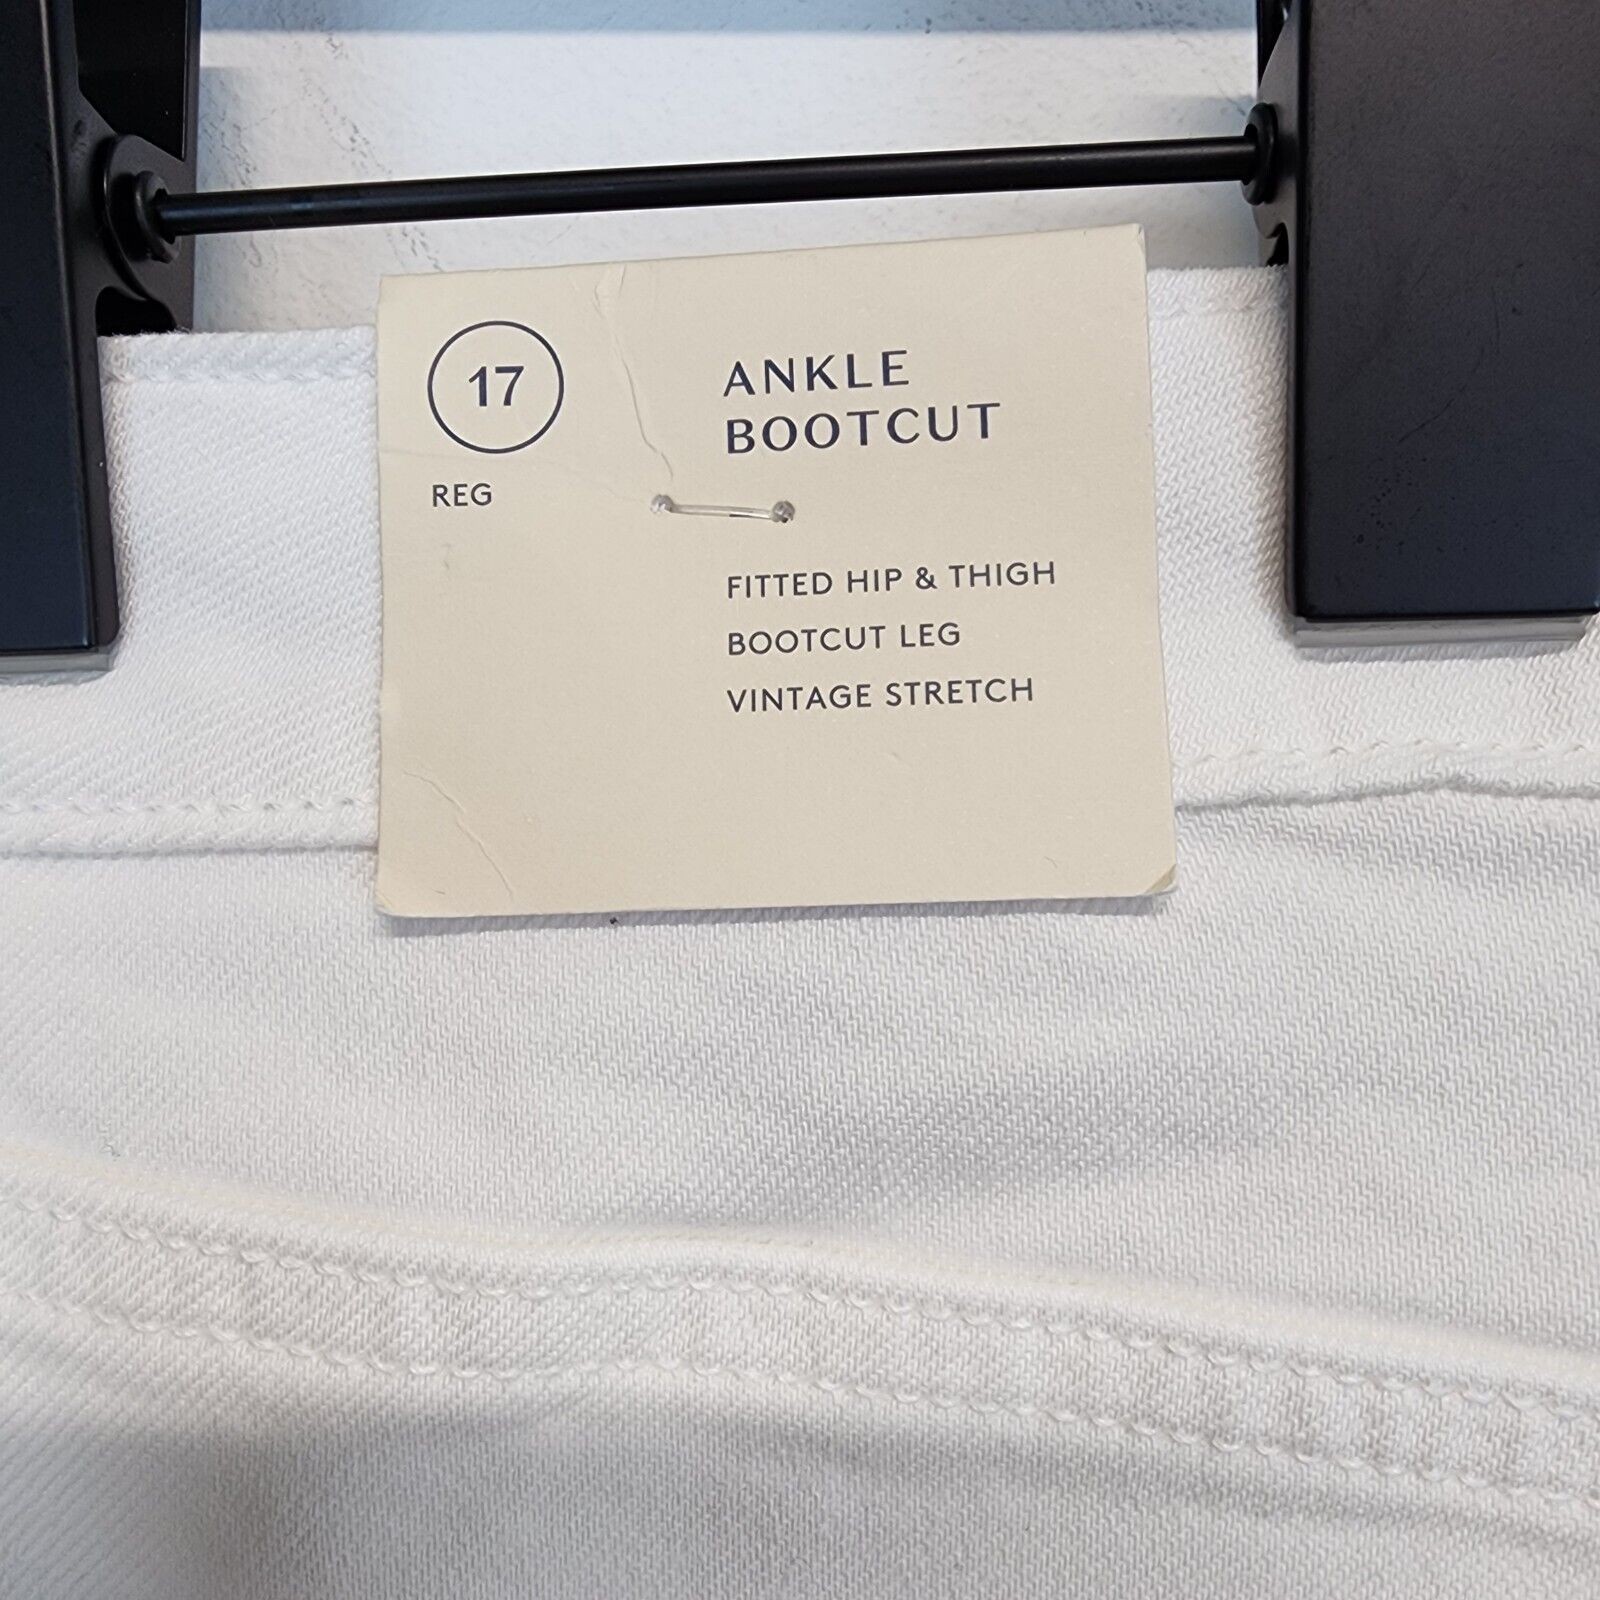 17
REG
ANKLE
BOOTCUT
FITTED HIP & THIGH
BOOTCUT LEG
VINTAGE STRETCH